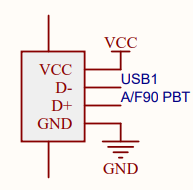 VCC
VCC
USB1
D-
A/F90 PBT
D+
GND
GND